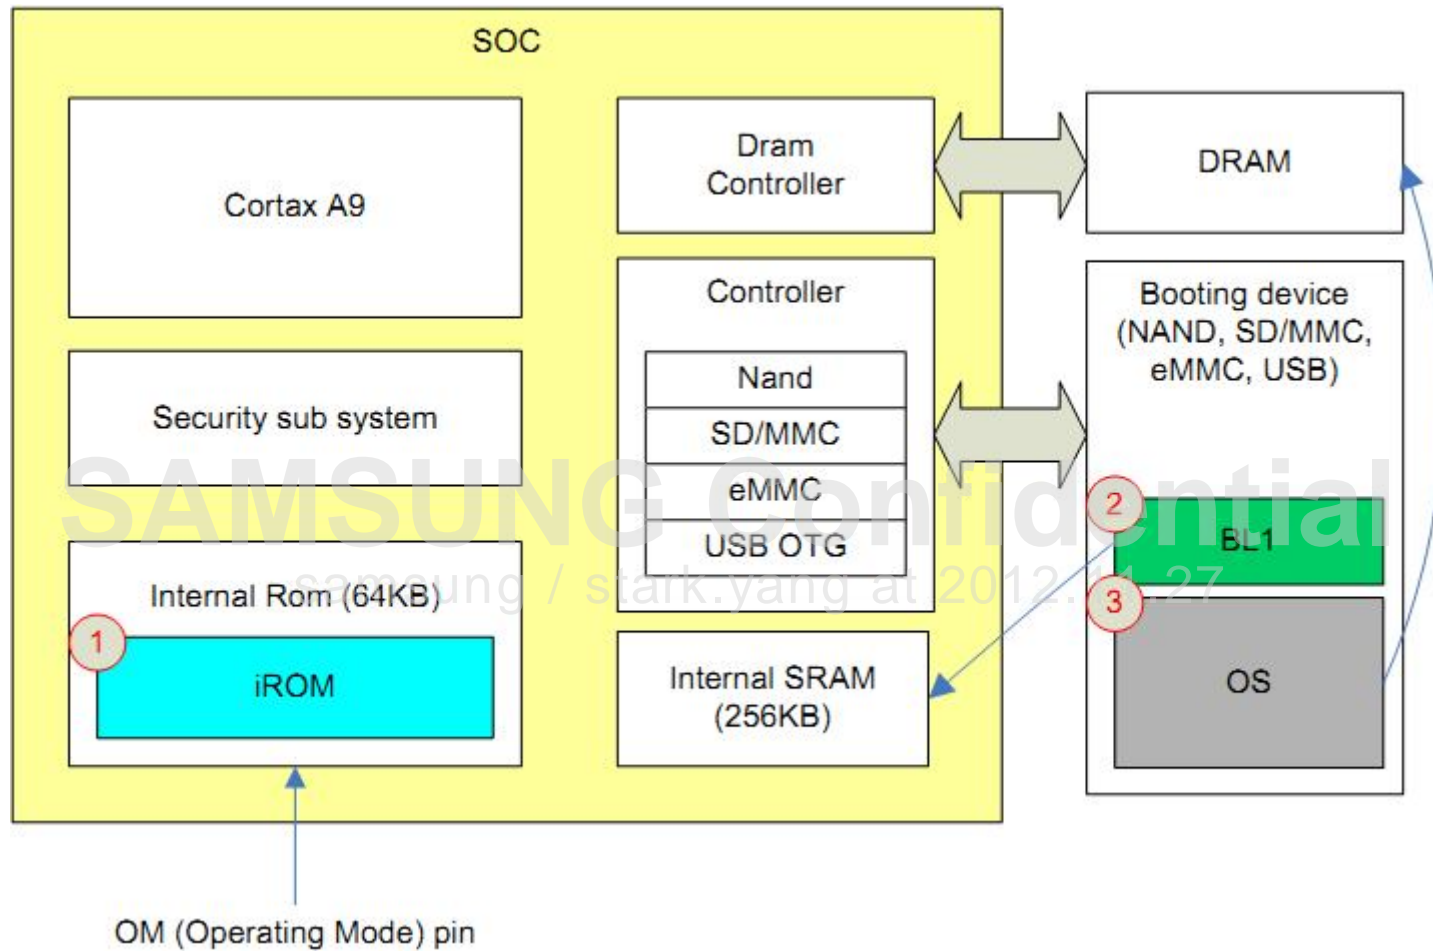 SOC
Cortax A9
Dram
Controller
DRAM
Controller
Nand
SD/MMC
eMMC
USB OTG
Booting device
(NAND, SD/MMC,
eMMC, USB)
Security sub system
SAMSUNG Confidential
samsung / stark.yang at 2012.11.27
2
BL1
3
OS
Internal Rom (64KB)
1
iROM
Internal SRAM
(256KB)
OM (Operating Mode) pin